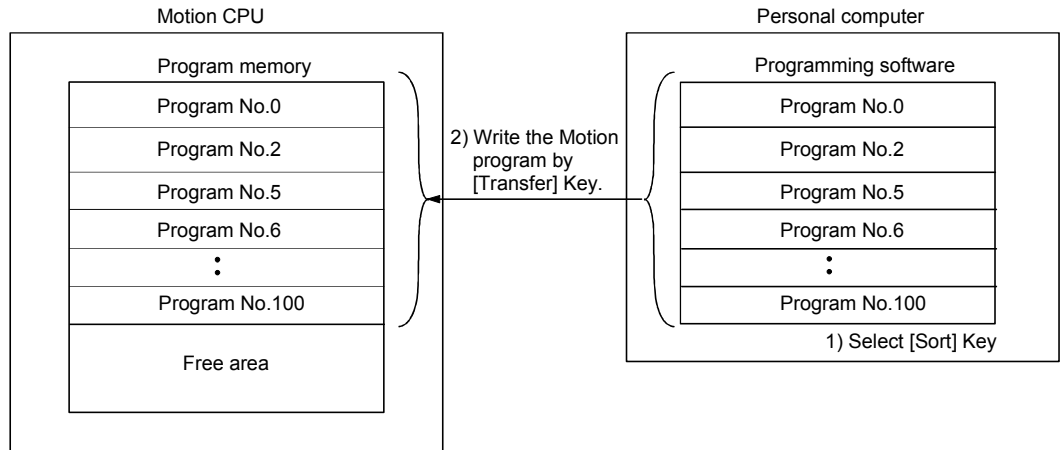 Motion CPU
Program memory
Program No.0
Program No.2
Program No.5
Program No.6
:
Program No.100
Free area
2) Write the Motion
program by
[Transfer] Key.
Personal computer
Programming software
Program No.0
Program No.2
Program No.5
Program No.6
:
Program No.100
1) Select [Sort] Key